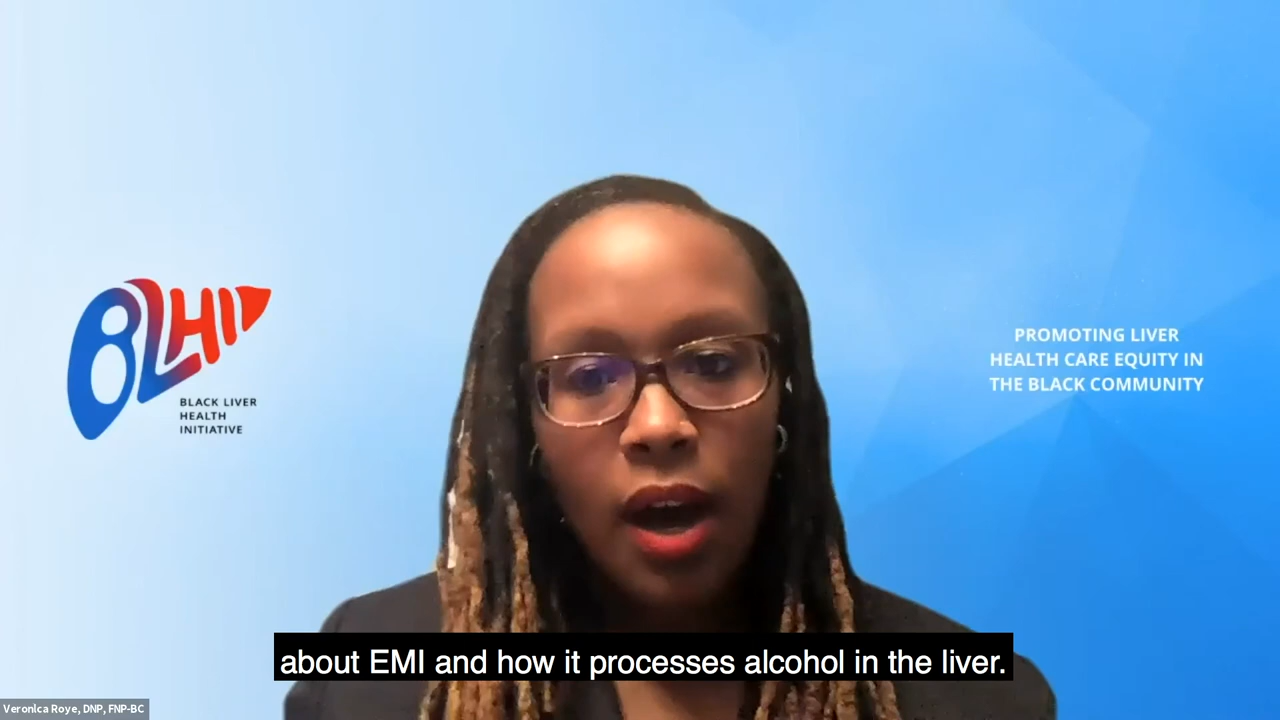 BLHI
BLACK LIVER
HEALTH
INITIATIVE
PROMOTING LIVER
HEALTH CARE EQUITY IN
THE BLACK COMMUNITY
about EMI and how it processes alcohol in the liver.
Veronica Roye, DNP, FNP-BC